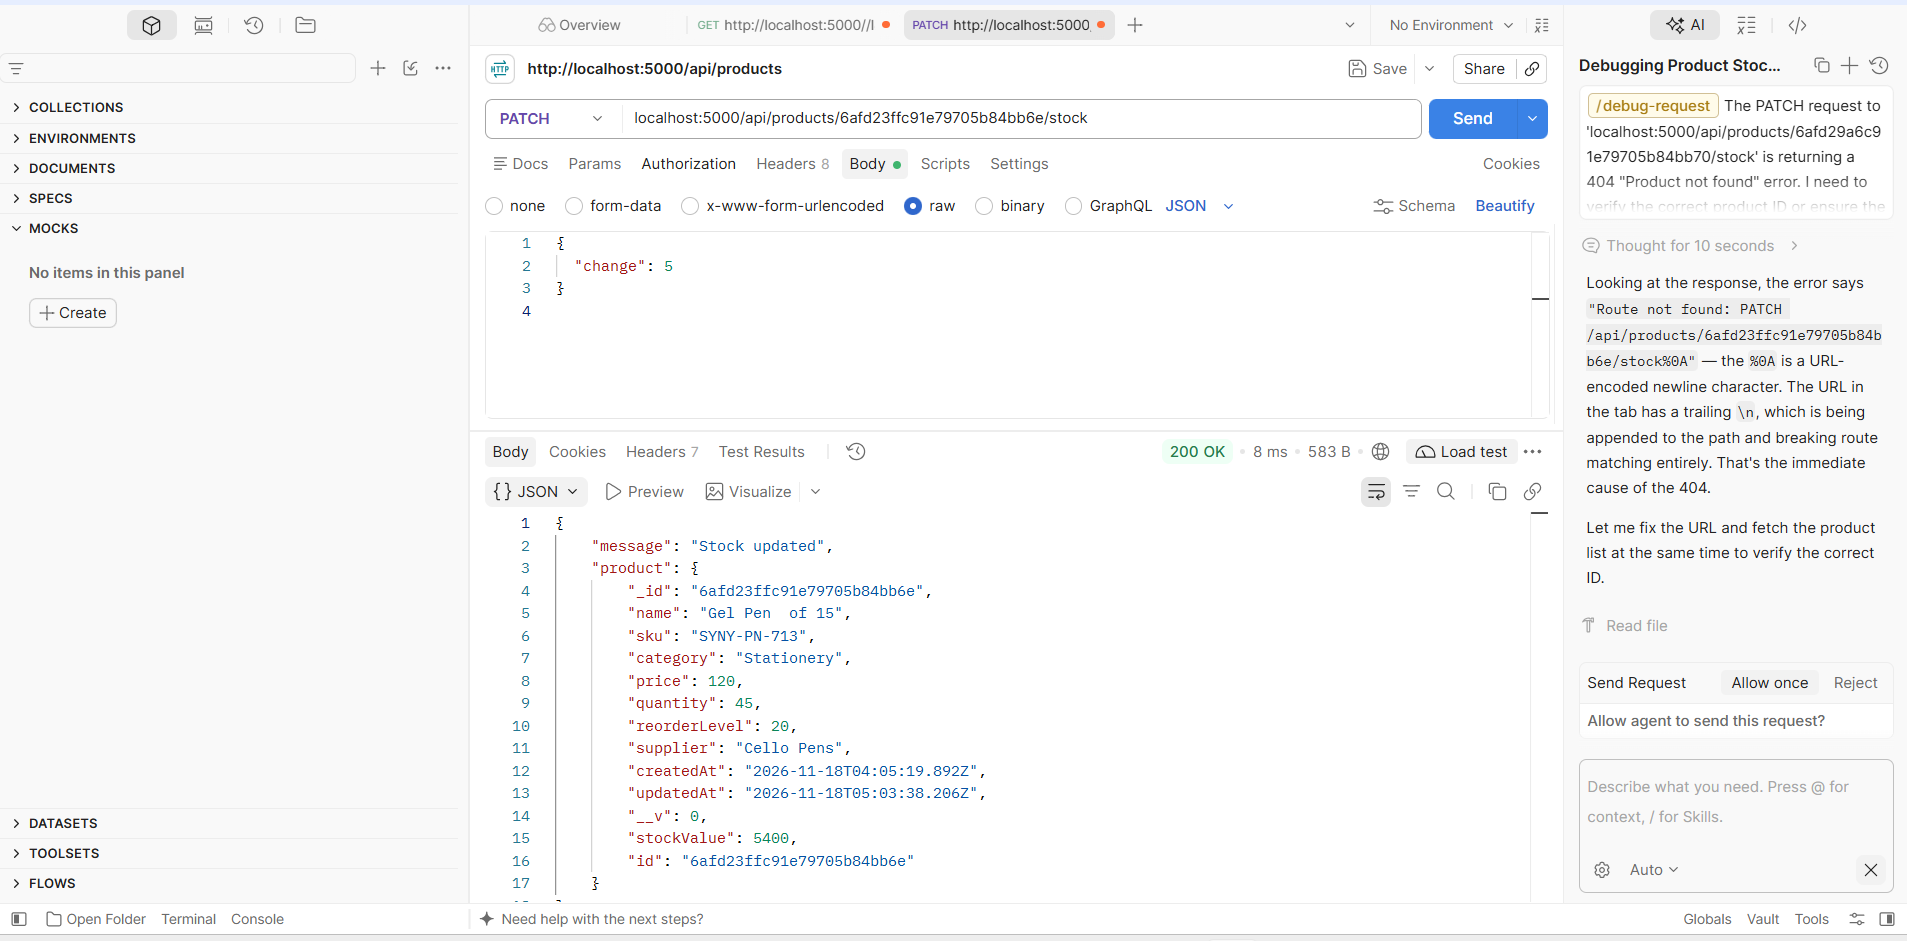 Overview
GET http://localhost:5000//l
PATCH http://localhost:5000,
No Environment
AI
http://localhost:5000/api/products
Save
Share
Debugging Product Stoc...
COLLECTIONS
ENVIRONMENTS
DOCUMENTS
SPECS
MOCKS
No items in this panel
Create
DATASETS
TOOLSETS
FLOWS
PATCH
localhost:5000/api/products/6afd23ffc91e79705b84bb6e/stock
Send
Docs Params Authorization Headers 8 Body Scripts Settings
Cookies
none form-data x-www-form-urlencoded raw binary GraphQL JSON
Schema Beautify
1 {
2 "change": 5
3 }
4
Body Cookies Headers 7 Test Results
200 OK • 8 ms • 583 B •
Load test
{} JSON Preview Visualize
1 {
2 "message": "Stock updated",
3 "product": {
4 "_id": "6afd23ffc91e79705b84bb6e",
5 "name": "Gel Pen  of 15",
6 "sku": "SYNY-PN-713",
7 "category": "Stationery",
8 "price": 120,
9 "quantity": 45,
10 "reorderLevel": 20,
11 "supplier": "Cello Pens",
12 "createdAt": "2026-11-18T04:05:19.892Z",
13 "updatedAt": "2026-11-18T05:03:38.206Z",
14 "__v": 0,
15 "stockValue": 5400,
16 "id": "6afd23ffc91e79705b84bb6e"
17 }
/debug-request The PATCH request to
'localhost:5000/api/products/6afd29a6c9
1e79705b84bb70/stock' is returning a
404 "Product not found" error. I need to
verify the correct product ID or ensure the
Thought for 10 seconds
Looking at the response, the error says
"Route not found: PATCH
/api/products/6afd23ffc91e79705b84b
b6e/stock%0A" — the %0A is a URL-
encoded newline character. The URL in
the tab has a trailing \n, which is being
appended to the path and breaking route
matching entirely. That's the immediate
cause of the 404.
Let me fix the URL and fetch the product
list at the same time to verify the correct
ID.
Read file
Send Request Allow once Reject
Allow agent to send this request?
Describe what you need. Press @ for
context, / for Skills.
Auto
Open Folder Terminal Console
Need help with the next steps?
Globals Vault Tools